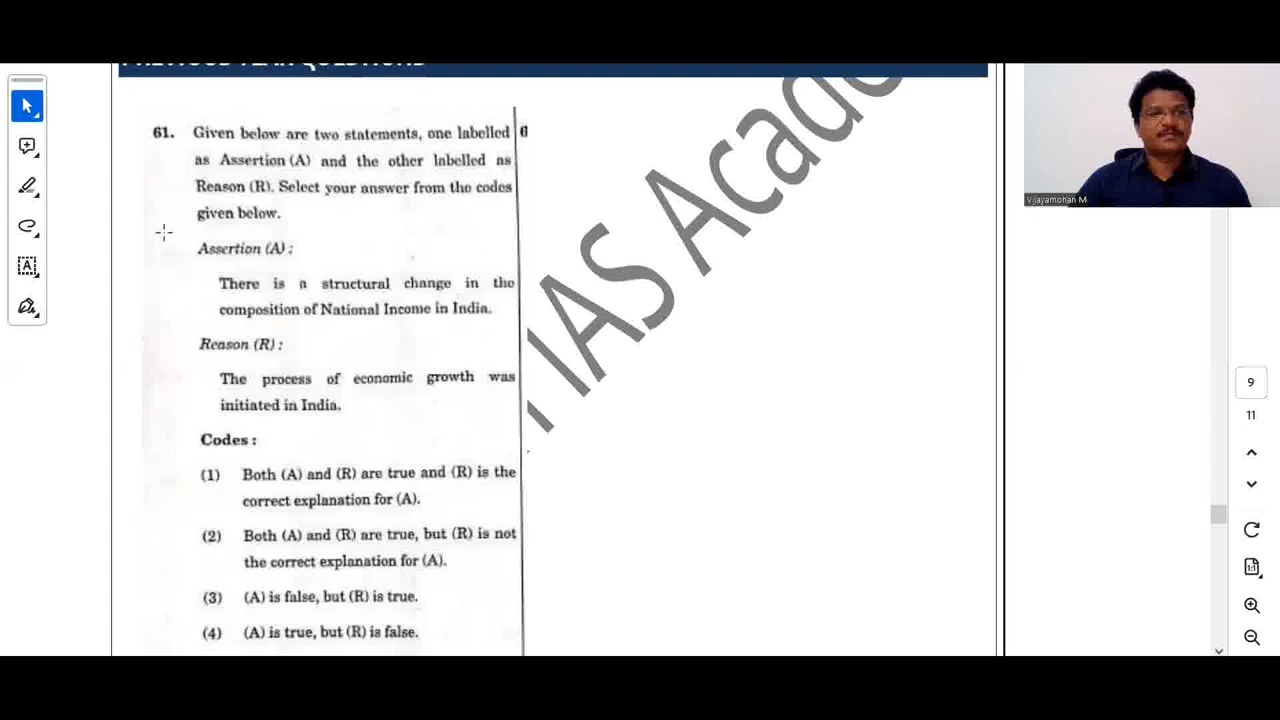 PREVIOUS YEAR QUESTIONS
61. Given below are two statements, one labelled
as Assertion (A) and the other labelled as
Reason (R). Select your answer from the codes
given below.
Assertion (A) :
There is a structural change in the
composition of National Income in India.
Reason (R) :
The process of economic growth was
initiated in India.
Codes :
(1) Both (A) and (R) are true and (R) is the
correct explanation for (A).
(2) Both (A) and (R) are true, but (R) is not
the correct explanation for (A).
(3) (A) is false, but (R) is true.
(4) (A) is true, but (R) is false.
IAS Acad
Vijayamohan M
9
11